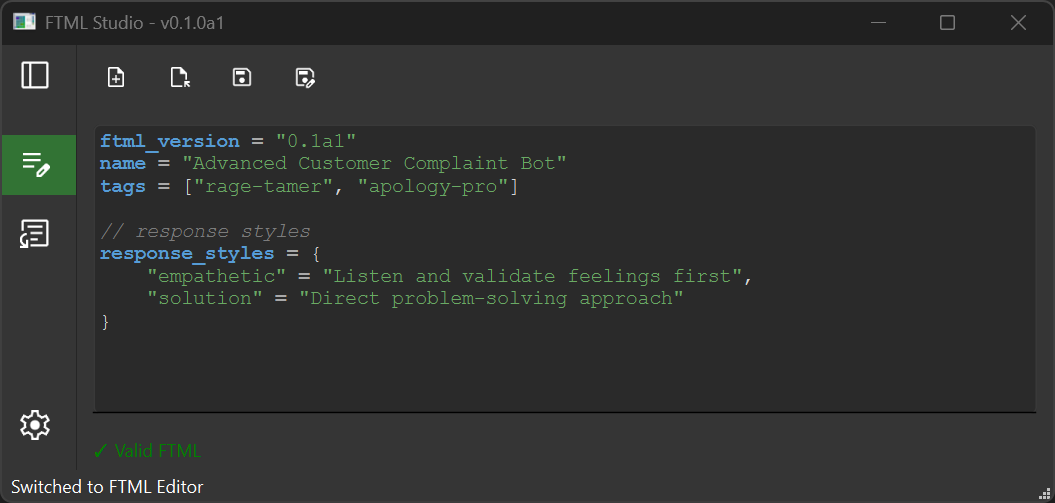 FTML Studio - v0.1.0a1
ftml_version = "0.1a1"
name = "Advanced Customer Complaint Bot"
tags = ["rage-tamer", "apology-pro"]
// response styles
response_styles = {
    "empathetic" = "Listen and validate feelings first",
    "solution" = "Direct problem-solving approach"
}
✓ Valid FTML
Switched to FTML Editor